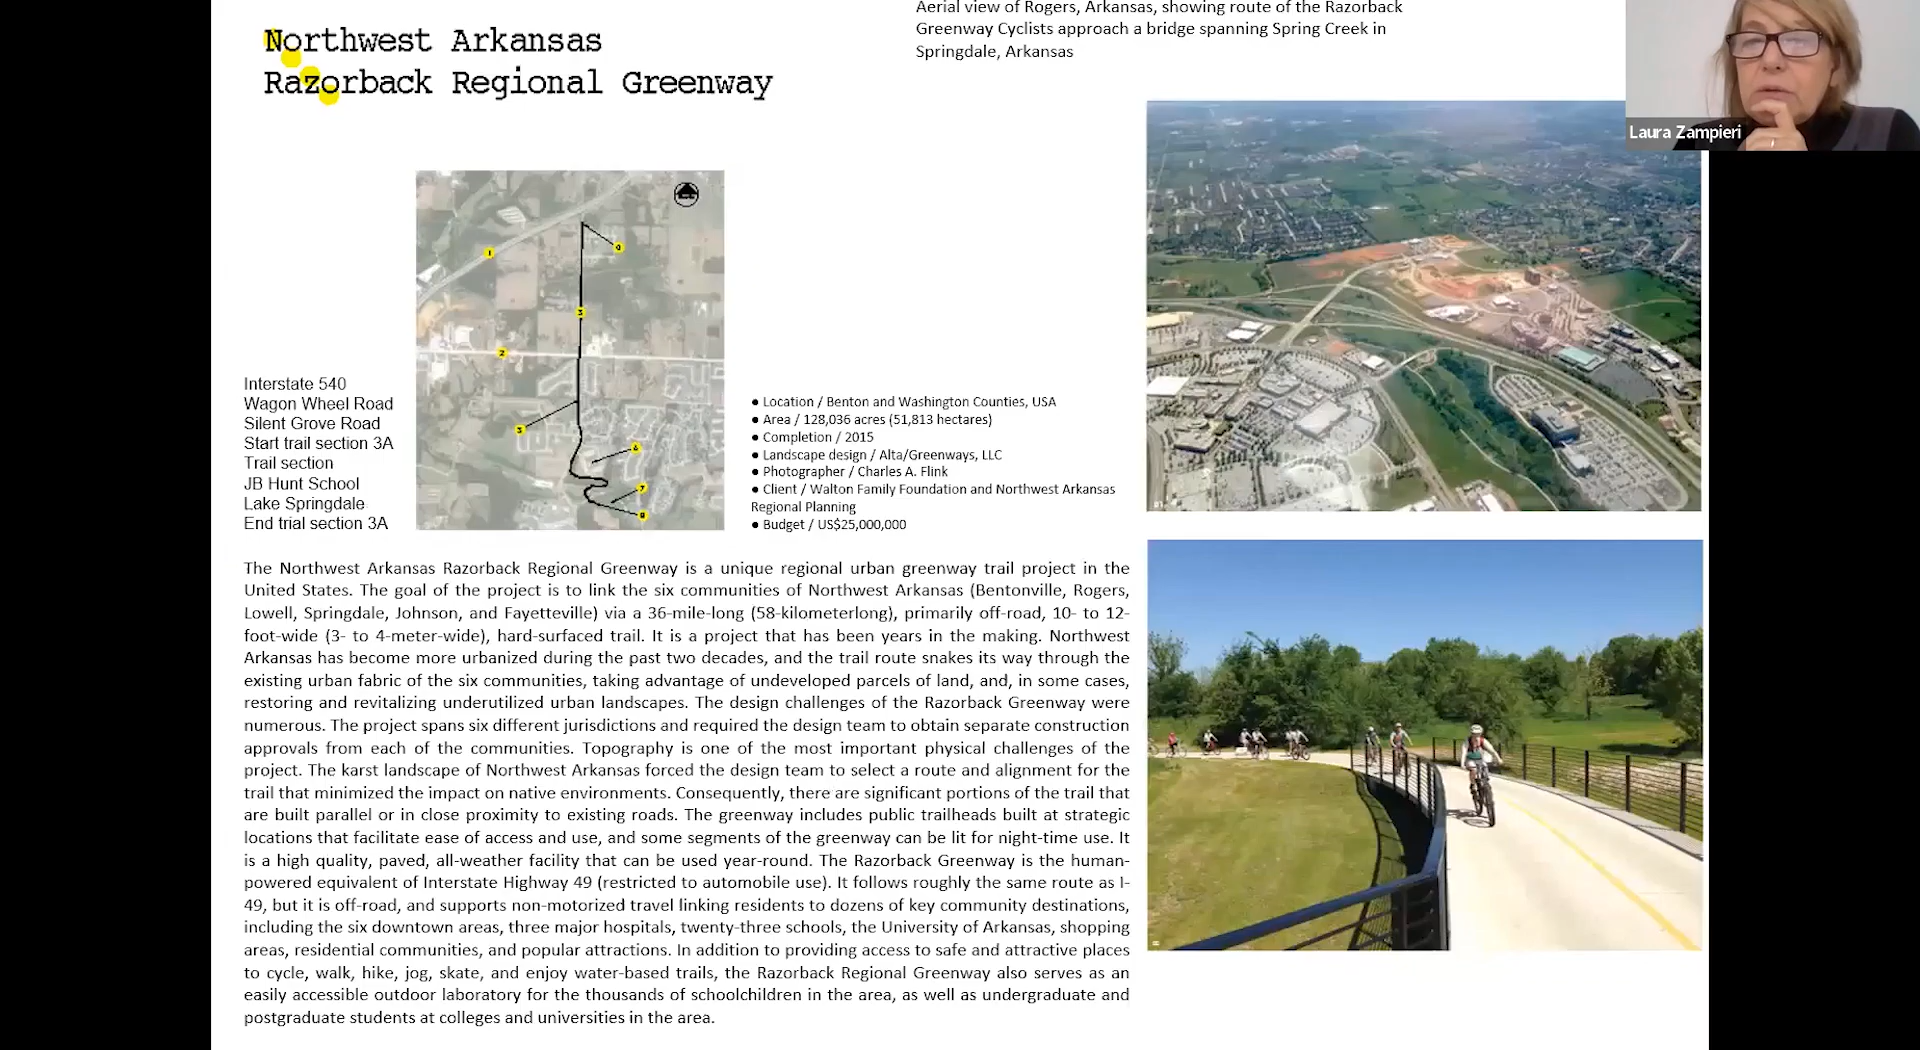 Northwest Arkansas
Razorback Regional Greenway
Aerial view of Rogers, Arkansas, showing route of the Razorback
Greenway Cyclists approach a bridge spanning Spring Creek in
Springdale, Arkansas
Laura Zampieri
1
2
3
3
6
7
8
Interstate 540
Wagon Wheel Road
Silent Grove Road
Start trail section 3A
Trail section
JB Hunt School
Lake Springdale
End trial section 3A
● Location / Benton and Washington Counties, USA
● Area / 128,036 acres (51,813 hectares)
● Completion / 2015
● Landscape design / Alta/Greenways, LLC
● Photographer / Charles A. Flink
● Client / Walton Family Foundation and Northwest Arkansas
Regional Planning
● Budget / US$25,000,000
The Northwest Arkansas Razorback Regional Greenway is a unique regional urban greenway trail project in the
United States. The goal of the project is to link the six communities of Northwest Arkansas (Bentonville, Rogers,
Lowell, Springdale, Johnson, and Fayetteville) via a 36-mile-long (58-kilometerlong), primarily off-road, 10- to 12-
foot-wide (3- to 4-meter-wide), hard-surfaced trail. It is a project that has been years in the making. Northwest
Arkansas has become more urbanized during the past two decades, and the trail route snakes its way through the
existing urban fabric of the six communities, taking advantage of undeveloped parcels of land, and, in some cases,
restoring and revitalizing underutilized urban landscapes. The design challenges of the Razorback Greenway were
numerous. The project spans six different jurisdictions and required the design team to obtain separate construction
approvals from each of the communities. Topography is one of the most important physical challenges of the
project. The karst landscape of Northwest Arkansas forced the design team to select a route and alignment for the
trail that minimized the impact on native environments. Consequently, there are significant portions of the trail that
are built parallel or in close proximity to existing roads. The greenway includes public trailheads built at strategic
locations that facilitate ease of access and use, and some segments of the greenway can be lit for night-time use. It
is a high quality, paved, all-weather facility that can be used year-round. The Razorback Greenway is the human-
powered equivalent of Interstate Highway 49 (restricted to automobile use). It follows roughly the same route as I-
49, but it is off-road, and supports non-motorized travel linking residents to dozens of key community destinations,
including the six downtown areas, three major hospitals, twenty-three schools, the University of Arkansas, shopping
areas, residential communities, and popular attractions. In addition to providing access to safe and attractive places
to cycle, walk, hike, jog, skate, and enjoy water-based trails, the Razorback Regional Greenway also serves as an
easily accessible outdoor laboratory for the thousands of schoolchildren in the area, as well as undergraduate and
postgraduate students at colleges and universities in the area.